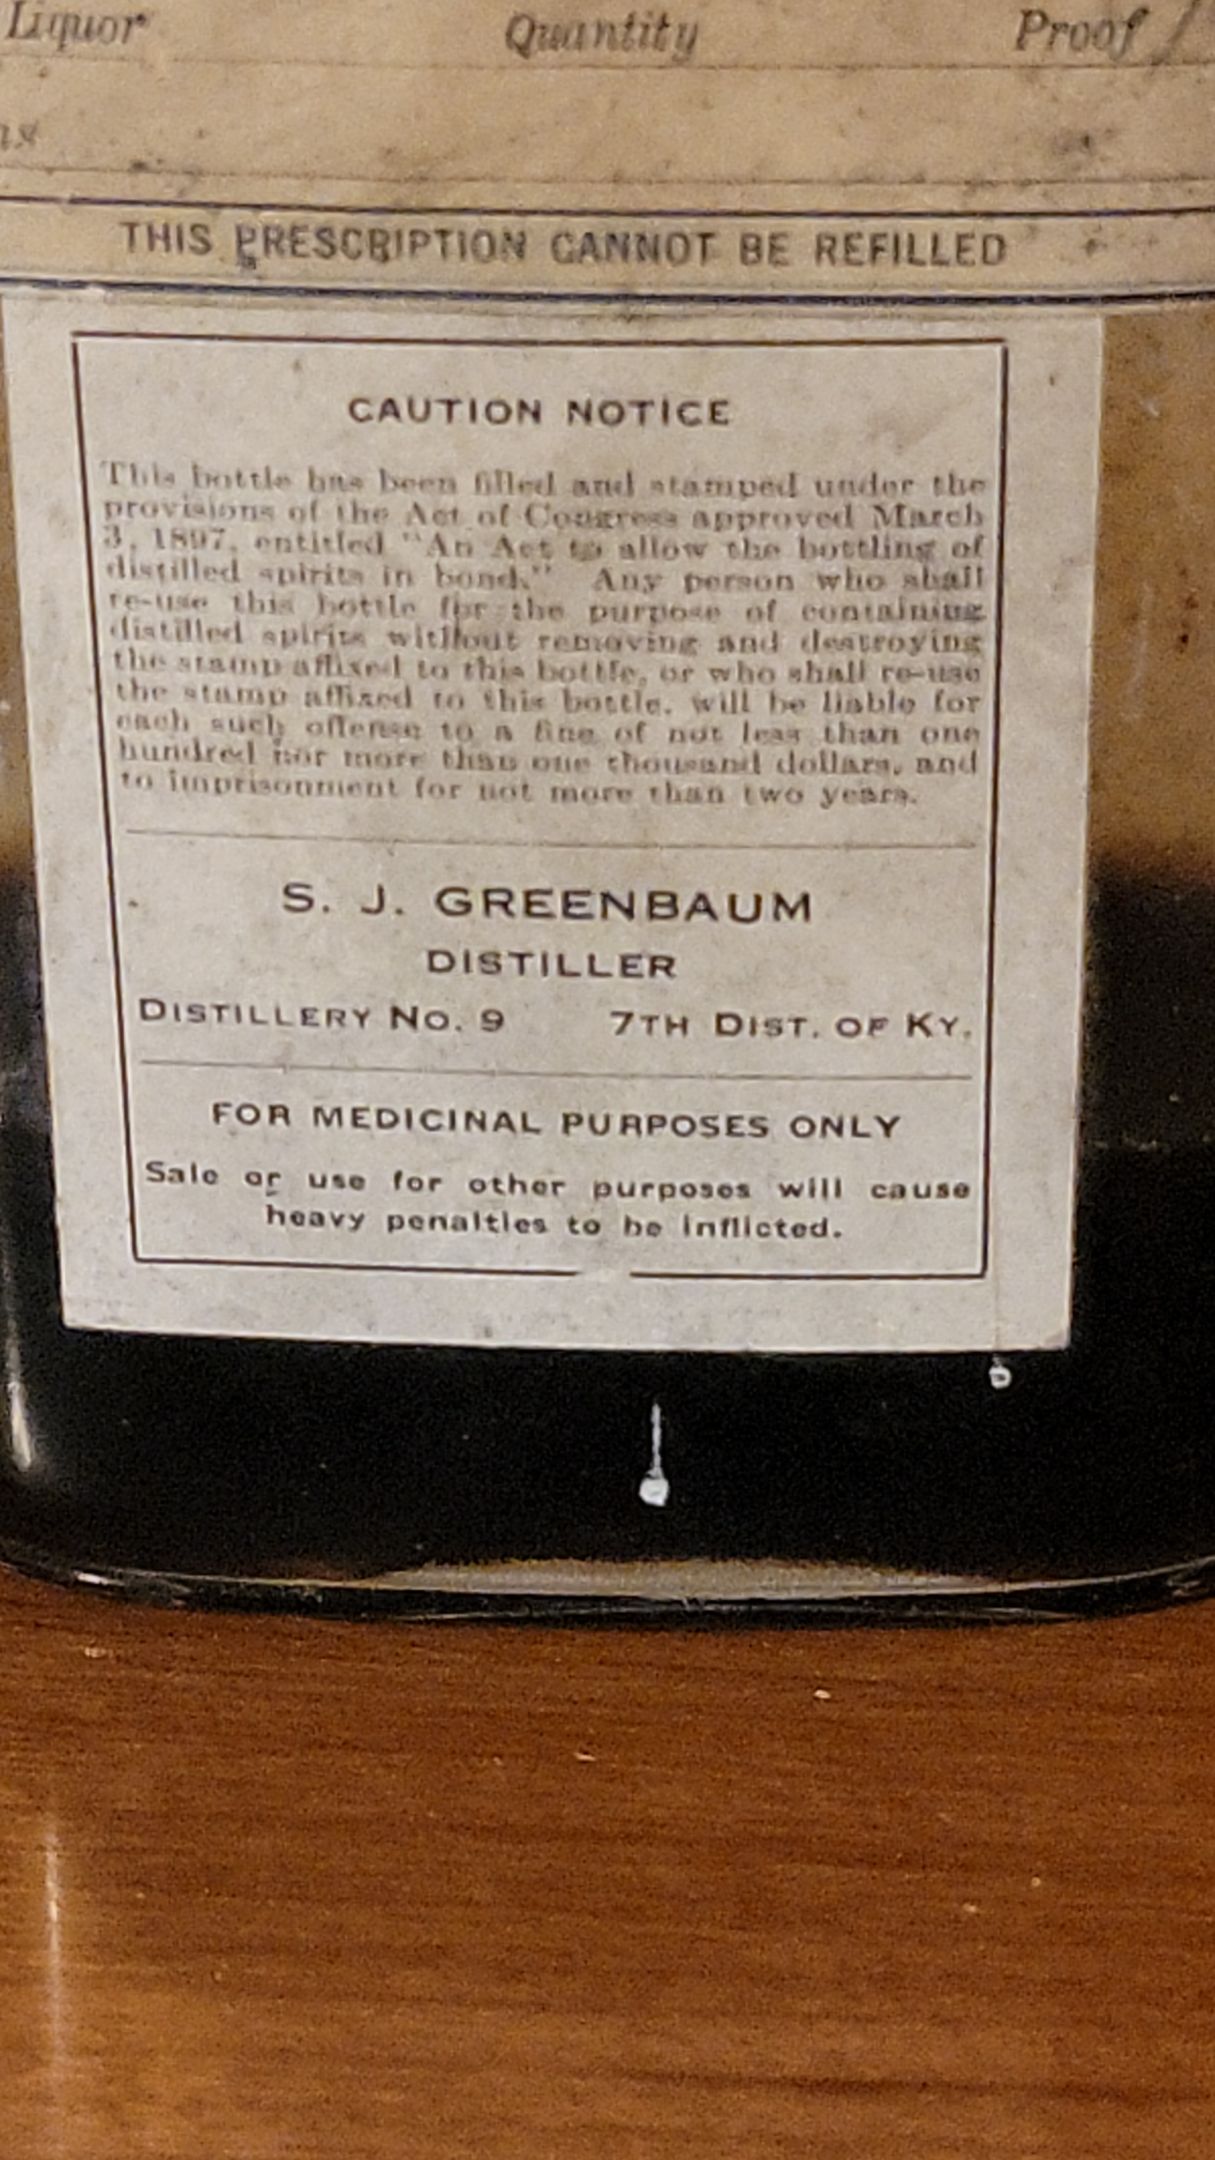 Liquor Quantity Proof
THIS PRESCRIPTION CANNOT BE REFILLED
CAUTION NOTICE
This bottle has been filled and stamped under the
provisions of the Act of Congress approved March
3, 1897, entitled "An Act to allow the bottling of
distilled spirits in bond." Any person who shall
re-use this bottle for the purpose of containing
distilled spirits without removing and destroying
the stamp affixed to this bottle, or who shall re-use
the stamp affixed to this bottle, will be liable for
each such offense to a fine of not less than one
hundred nor more than one thousand dollars, and
to imprisonment for not more than two years.
S. J. GREENBAUM
DISTILLER
DISTILLERY NO. 9 7TH DIST. OF KY.
FOR MEDICINAL PURPOSES ONLY
Sale or use for other purposes will cause
heavy penalties to be inflicted.